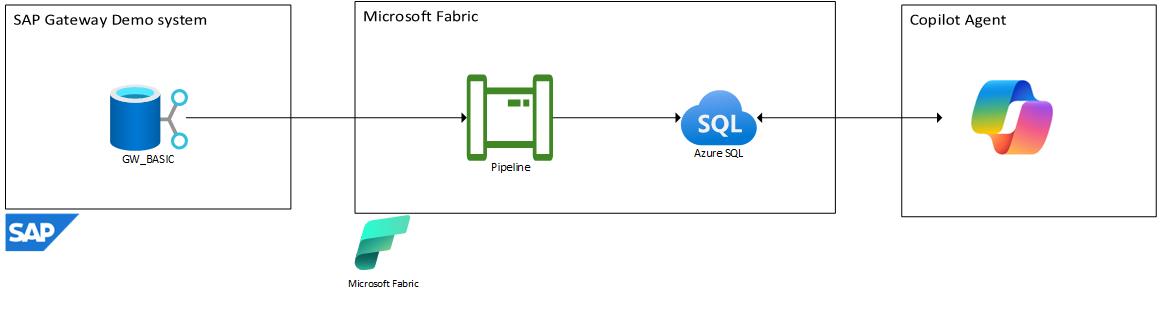 SAP Gateway Demo system
Microsoft Fabric
Copilot Agent
SQL
GW_BASIC
Pipeline
Azure SQL
SAP
Microsoft Fabric